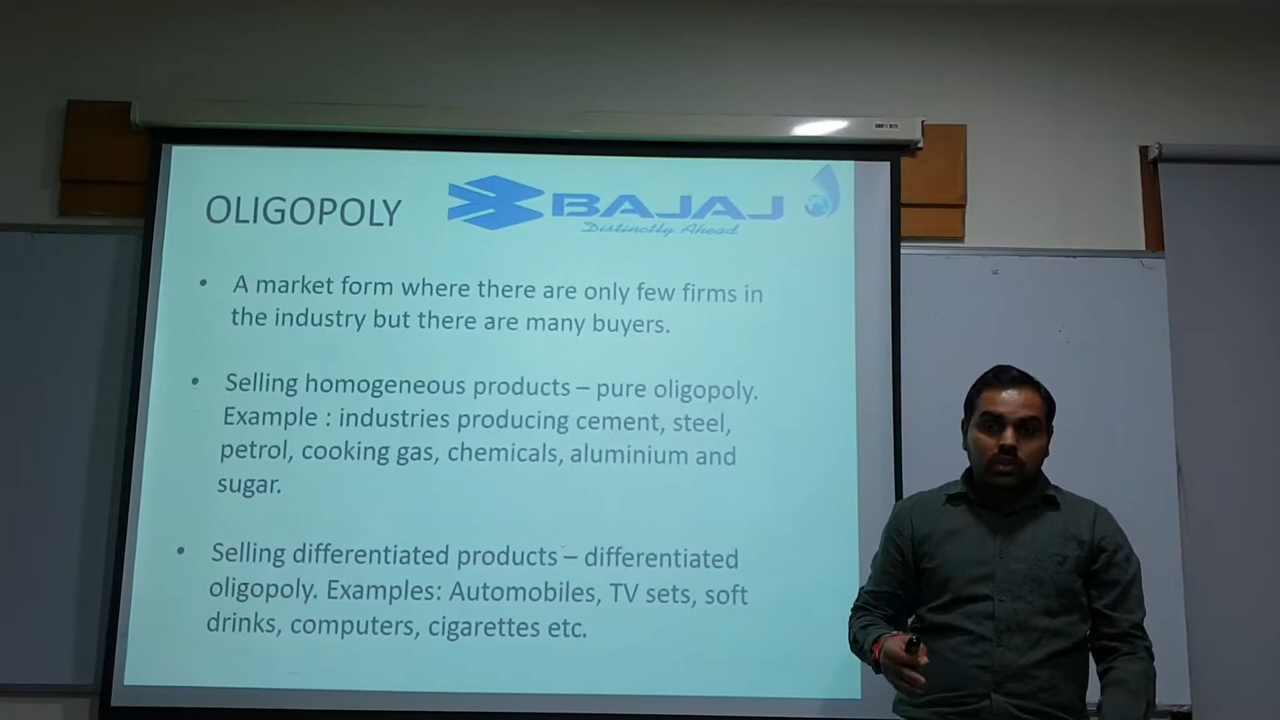 OLIGOPOLY
BAJAJ
Distinctly Ahead
• A market form where there are only few firms in
the industry but there are many buyers.
• Selling homogeneous products – pure oligopoly.
Example : industries producing cement, steel,
petrol, cooking gas, chemicals, aluminium and
sugar.
• Selling differentiated products – differentiated
oligopoly. Examples: Automobiles, TV sets, soft
drinks, computers, cigarettes etc.